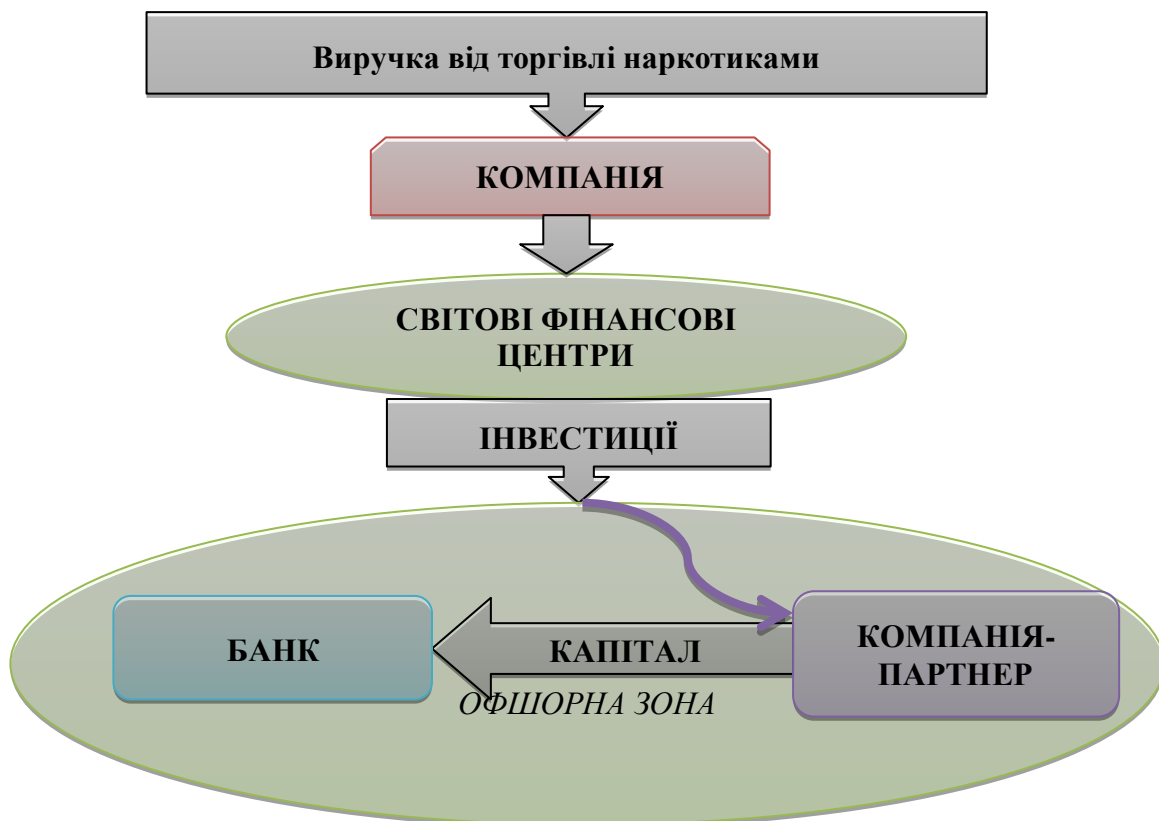 Виручка від торгівлі наркотиками
КОМПАНІЯ
СВІТОВІ ФІНАНСОВІ
ЦЕНТРИ
ІНВЕСТИЦІЇ
БАНК
КАПІТАЛ
КОМПАНІЯ-
ПАРТНЕР
ОФШОРНА ЗОНА